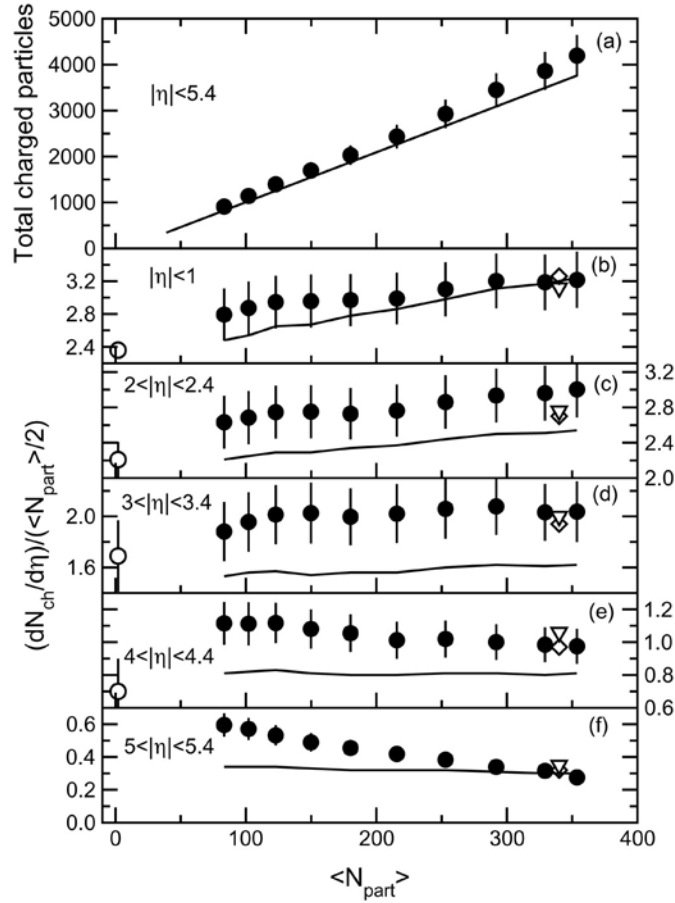 5000
4000
3000
2000
1000
0
Total charged particles
(a)
|η|<5.4
3.2
2.8
2.4
(b)
|η|<1
2<|η|<2.4
(c)
3.2
2.8
2.4
2.0
2.0
1.6
3<|η|<3.4
(d)
4<|η|<4.4
(e)
1.2
1.0
0.8
0.6
0.6
0.4
0.2
0.0
5<|η|<5.4
(f)
(dN_ch/dη)/(<N_part>/2)
0 100 200 300 400
<N_part>